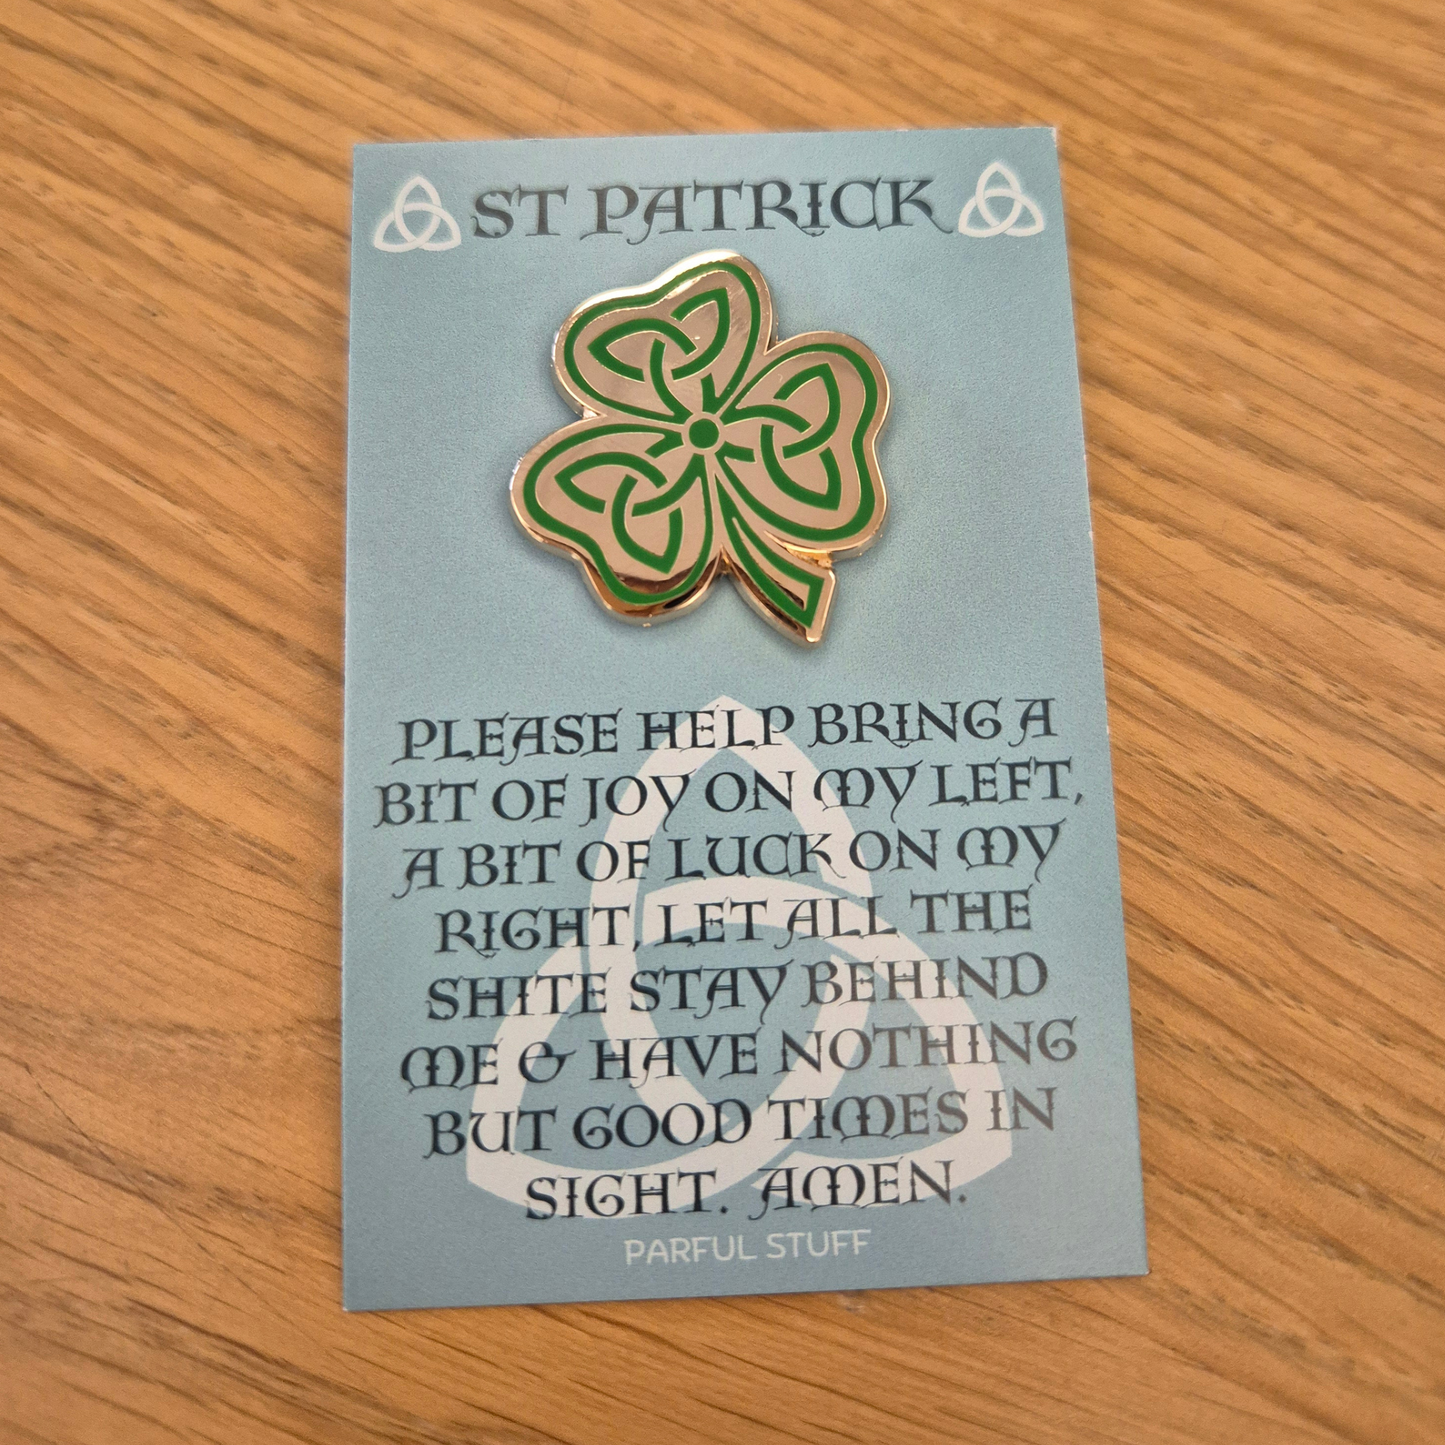 ST PATRICK
PLEASE HELP BRING A
BIT OF JOY ON MY LEFT,
A BIT OF LUCK ON MY
RIGHT, LET ALL THE
SHITE STAY BEHIND
ME & HAVE NOTHING
BUT GOOD TIMES IN
SIGHT. AMEN.
PARFUL STUFF